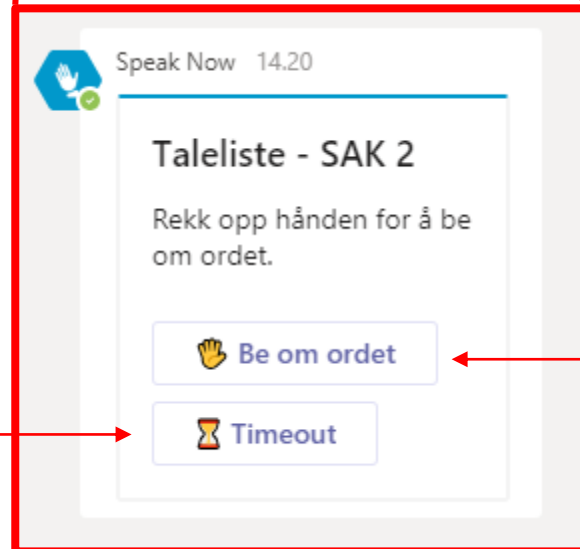 Speak Now 14.20
Taleliste - SAK 2
Rekk opp hånden for å be
om ordet.
Be om ordet
Timeout